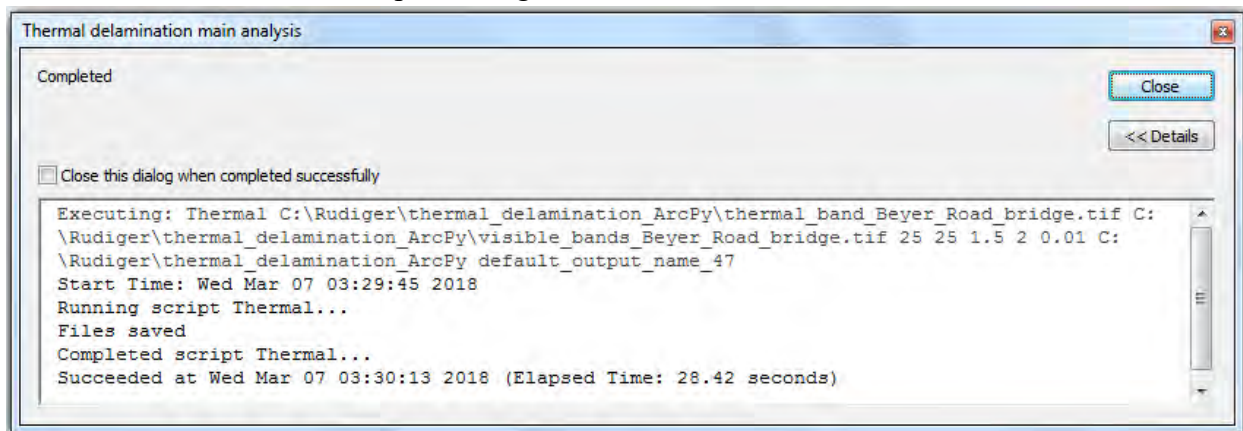 Thermal delamination main analysis
Completed
Close
<< Details
Close this dialog when completed successfully
Executing: Thermal C:\Rudiger\thermal_delamination_ArcPy\thermal_band_Beyer_Road_bridge.tif C:
\Rudiger\thermal_delamination_ArcPy\visible_bands_Beyer_Road_bridge.tif 25 25 1.5 2 0.01 C:
\Rudiger\thermal_delamination_ArcPy default_output_name_47
Start Time: Wed Mar 07 03:29:45 2018
Running script Thermal...
Files saved
Completed script Thermal...
Succeeded at Wed Mar 07 03:30:13 2018 (Elapsed Time: 28.42 seconds)